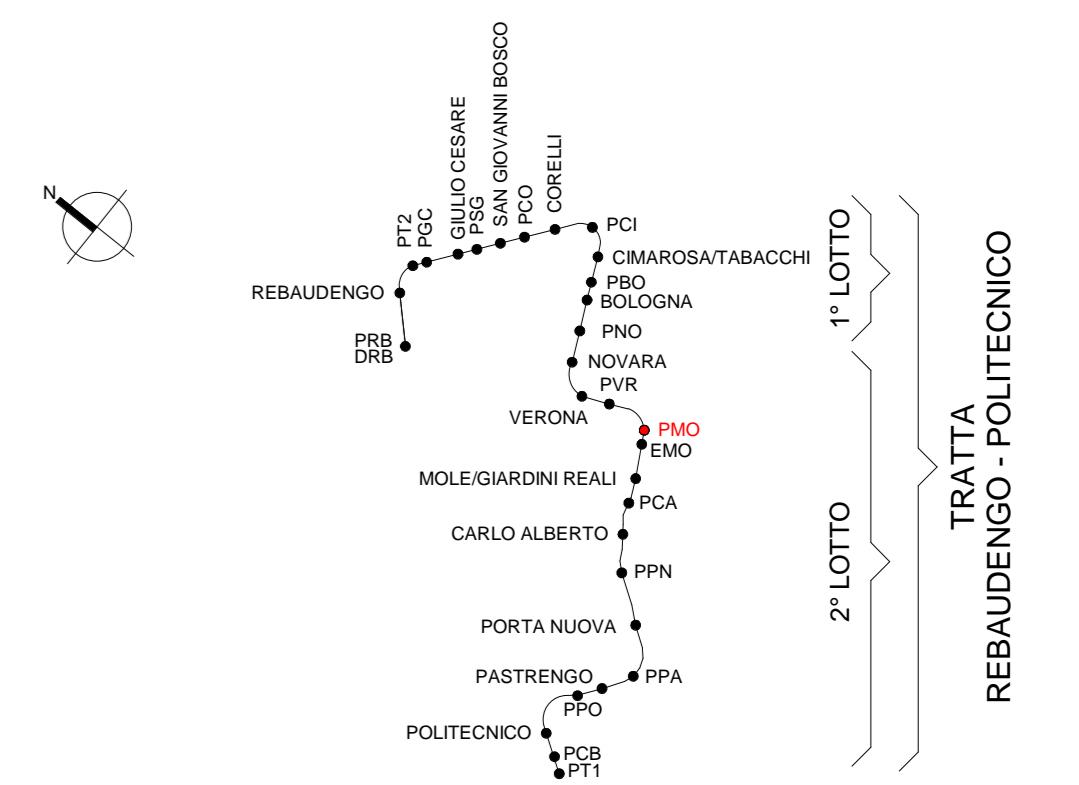 N
PT2
PGC
GIULIO CESARE
PSG
SAN GIOVANNI BOSCO
PCO
CORELLI
PCI
CIMAROSA/TABACCHI
REBAUDENGO
PBO
BOLOGNA
PRB
DRB
PNO
NOVARA
PVR
VERONA
PMO
EMO
MOLE/GIARDINI REALI
PCA
CARLO ALBERTO
PPN
PORTA NUOVA
PASTRENGO
PPA
PPO
POLITECNICO
PCB
PT1
1° LOTTO
2° LOTTO
TRATTA
REBAUDENGO - POLITECNICO